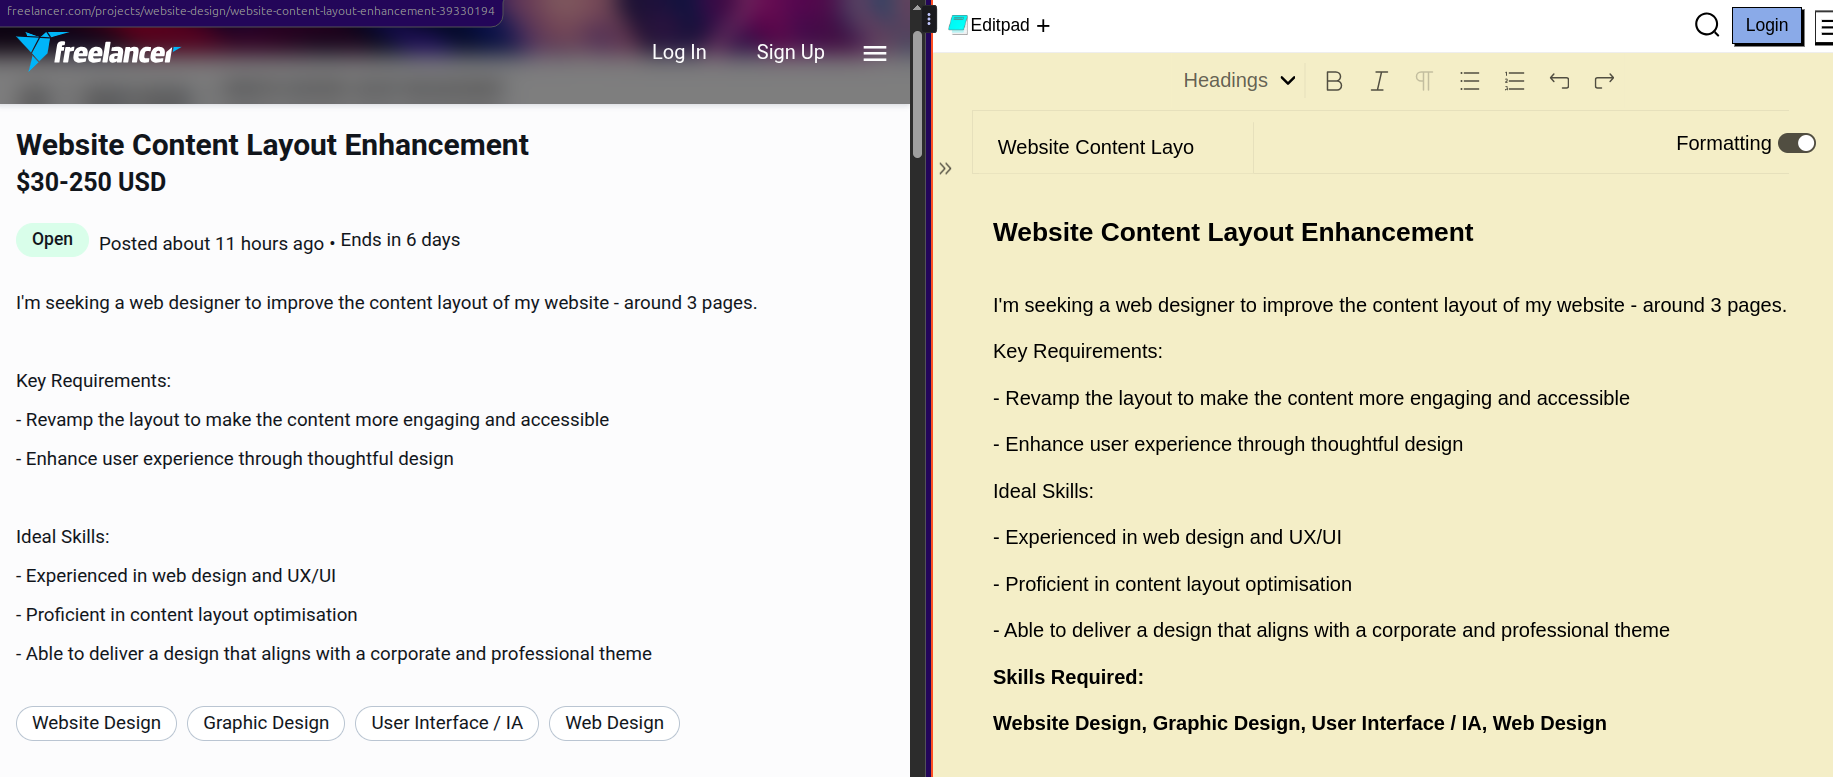 freelancer.com/projects/website-design/website-content-layout-enhancement-39330194
freelancer
Log In
Sign Up
Website Content Layout Enhancement
$30-250 USD
Open
Posted about 11 hours ago • Ends in 6 days
I'm seeking a web designer to improve the content layout of my website - around 3 pages.
Key Requirements:
- Revamp the layout to make the content more engaging and accessible
- Enhance user experience through thoughtful design
Ideal Skills:
- Experienced in web design and UX/UI
- Proficient in content layout optimisation
- Able to deliver a design that aligns with a corporate and professional theme
Website Design
Graphic Design
User Interface / IA
Web Design
Editpad +
Login
Headings
Website Content Layo
Formatting
Website Content Layout Enhancement
I'm seeking a web designer to improve the content layout of my website - around 3 pages.
Key Requirements:
- Revamp the layout to make the content more engaging and accessible
- Enhance user experience through thoughtful design
Ideal Skills:
- Experienced in web design and UX/UI
- Proficient in content layout optimisation
- Able to deliver a design that aligns with a corporate and professional theme
Skills Required:
Website Design, Graphic Design, User Interface / IA, Web Design